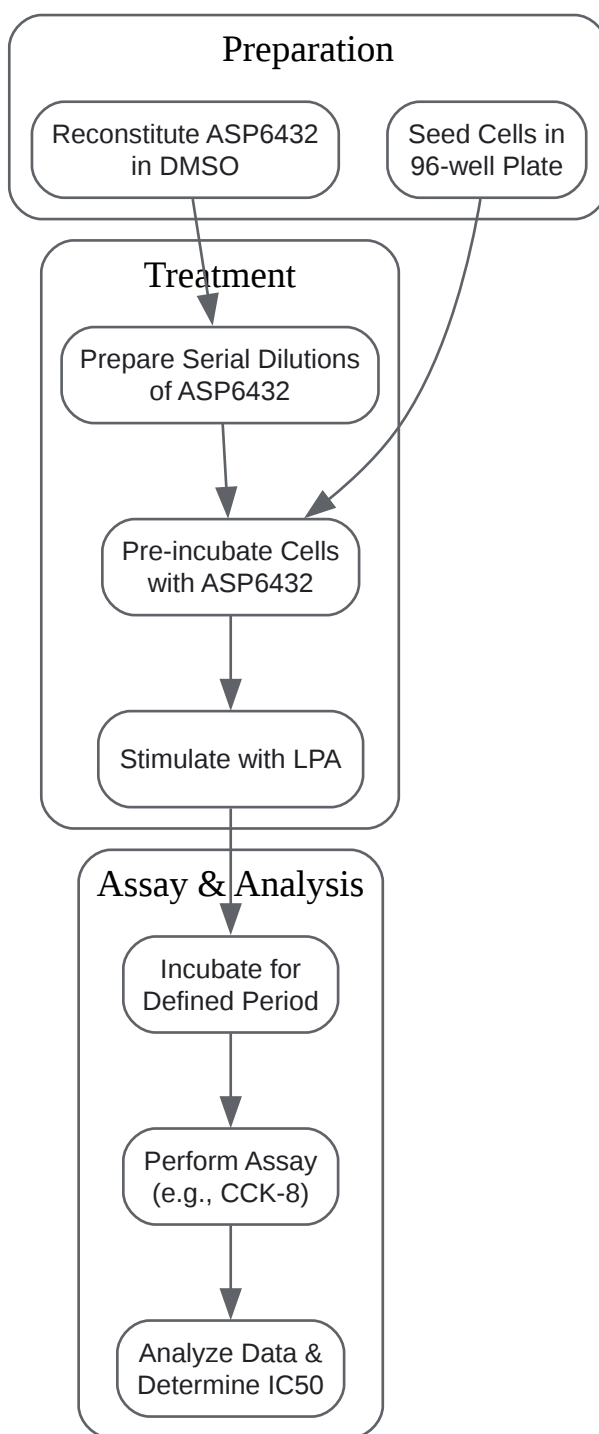 Preparation
Reconstitute ASP6432
in DMSO
Seed Cells in
96-well Plate
Treatment
Prepare Serial Dilutions
of ASP6432
Pre-incubate Cells
with ASP6432
Stimulate with LPA
Assay & Analysis
Incubate for
Defined Period
Perform Assay
(e.g., CCK-8)
Analyze Data &
Determine IC50